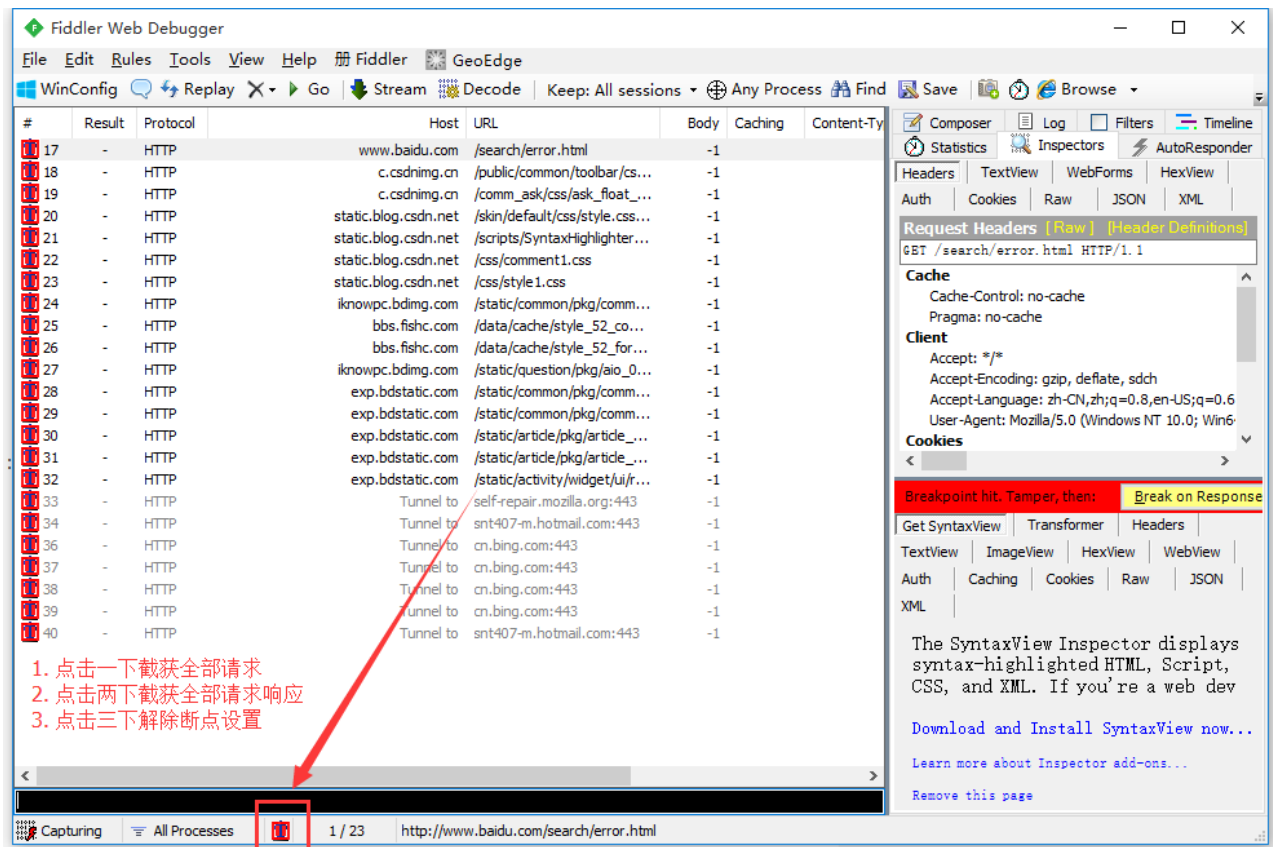 Fiddler Web Debugger
File Edit Rules Tools View Help 册 Fiddler GeoEdge
WinConfig Replay Go Stream Decode Keep: All sessions Any Process Find Save Browse
# Result Protocol Host URL Body Caching Content-Ty
17 - HTTP www.baidu.com /search/error.html -1
18 - HTTP c.csdnimg.cn /public/common/toolbar/cs... -1
19 - HTTP c.csdnimg.cn /comm_ask/css/ask_float_... -1
20 - HTTP static.blog.csdn.net /skin/default/css/style.css... -1
21 - HTTP static.blog.csdn.net /scripts/SyntaxHighlighter... -1
22 - HTTP static.blog.csdn.net /css/comment1.css -1
23 - HTTP static.blog.csdn.net /css/style1.css -1
24 - HTTP iknowpc.bdimg.com /static/common/pkg/comm... -1
25 - HTTP bbs.fishc.com /data/cache/style_52_co... -1
26 - HTTP bbs.fishc.com /data/cache/style_52_for... -1
27 - HTTP iknowpc.bdimg.com /static/question/pkg/aio_0... -1
28 - HTTP exp.bdstatic.com /static/common/pkg/comm... -1
29 - HTTP exp.bdstatic.com /static/common/pkg/comm... -1
30 - HTTP exp.bdstatic.com /static/article/pkg/article_... -1
31 - HTTP exp.bdstatic.com /static/article/pkg/article_... -1
32 - HTTP exp.bdstatic.com /static/activity/widget/ui/r... -1
33 - HTTP Tunnel to self-repair.mozilla.org:443 -1
34 - HTTP Tunnel to snt407-m.hotmail.com:443 -1
36 - HTTP Tunnel to cn.bing.com:443 -1
37 - HTTP Tunnel to cn.bing.com:443 -1
38 - HTTP Tunnel to cn.bing.com:443 -1
39 - HTTP Tunnel to cn.bing.com:443 -1
40 - HTTP Tunnel to snt407-m.hotmail.com:443 -1
1. 点击一下截获全部请求
2. 点击两下截获全部请求响应
3. 点击三下解除断点设置
Composer Log Filters Timeline
Statistics Inspectors AutoResponder
Headers TextView WebForms HexView
Auth Cookies Raw JSON XML
Request Headers [ Raw ] [Header Definitions]
GET /search/error.html HTTP/1.1
Cache
Cache-Control: no-cache
Pragma: no-cache
Client
Accept: */*
Accept-Encoding: gzip, deflate, sdch
Accept-Language: zh-CN,zh;q=0.8,en-US;q=0.6
User-Agent: Mozilla/5.0 (Windows NT 10.0; Win6
Cookies
Breakpoint hit. Tamper, then: Break on Response
Get SyntaxView Transformer Headers
TextView ImageView HexView WebView
Auth Caching Cookies Raw JSON
XML
The SyntaxView Inspector displays
syntax-highlighted HTML, Script,
CSS, and XML. If you're a web dev
Download and Install SyntaxView now...
Learn more about Inspector add-ons...
Remove this page
Capturing All Processes 1 / 23 http://www.baidu.com/search/error.html